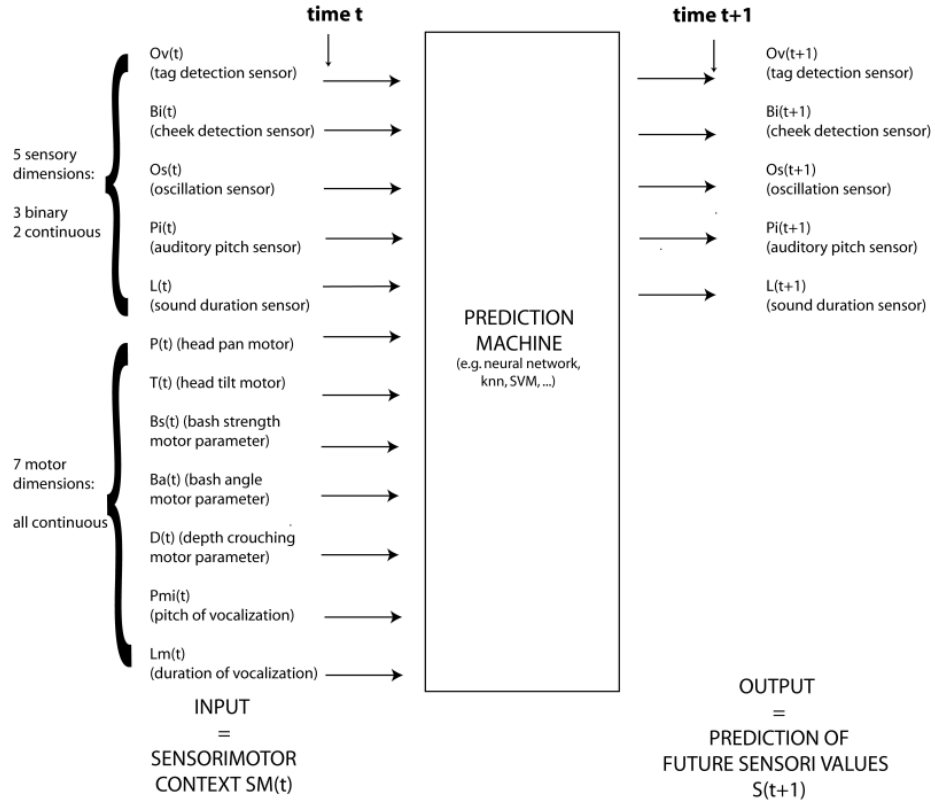 time t
time t+1
5 sensory
dimensions:
3 binary
2 continuous
Ov(t)
(tag detection sensor)
Bi(t)
(cheek detection sensor)
Os(t)
(oscillation sensor)
Pi(t)
(auditory pitch sensor)
L(t)
(sound duration sensor)
7 motor
dimensions:
all continuous
P(t) (head pan motor)
T(t) (head tilt motor)
Bs(t) (bash strength
motor parameter)
Ba(t) (bash angle
motor parameter)
D(t) (depth crouching
motor parameter)
Pmi(t)
(pitch of vocalization)
Lm(t)
(duration of vocalization)
INPUT
=
SENSORIMOTOR
CONTEXT SM(t)
PREDICTION
MACHINE
(e.g. neural network,
knn, SVM, ...)
Ov(t+1)
(tag detection sensor)
Bi(t+1)
(cheek detection sensor)
Os(t+1)
(oscillation sensor)
Pi(t+1)
(auditory pitch sensor)
L(t+1)
(sound duration sensor)
OUTPUT
=
PREDICTION OF
FUTURE SENSORI VALUES
S(t+1)